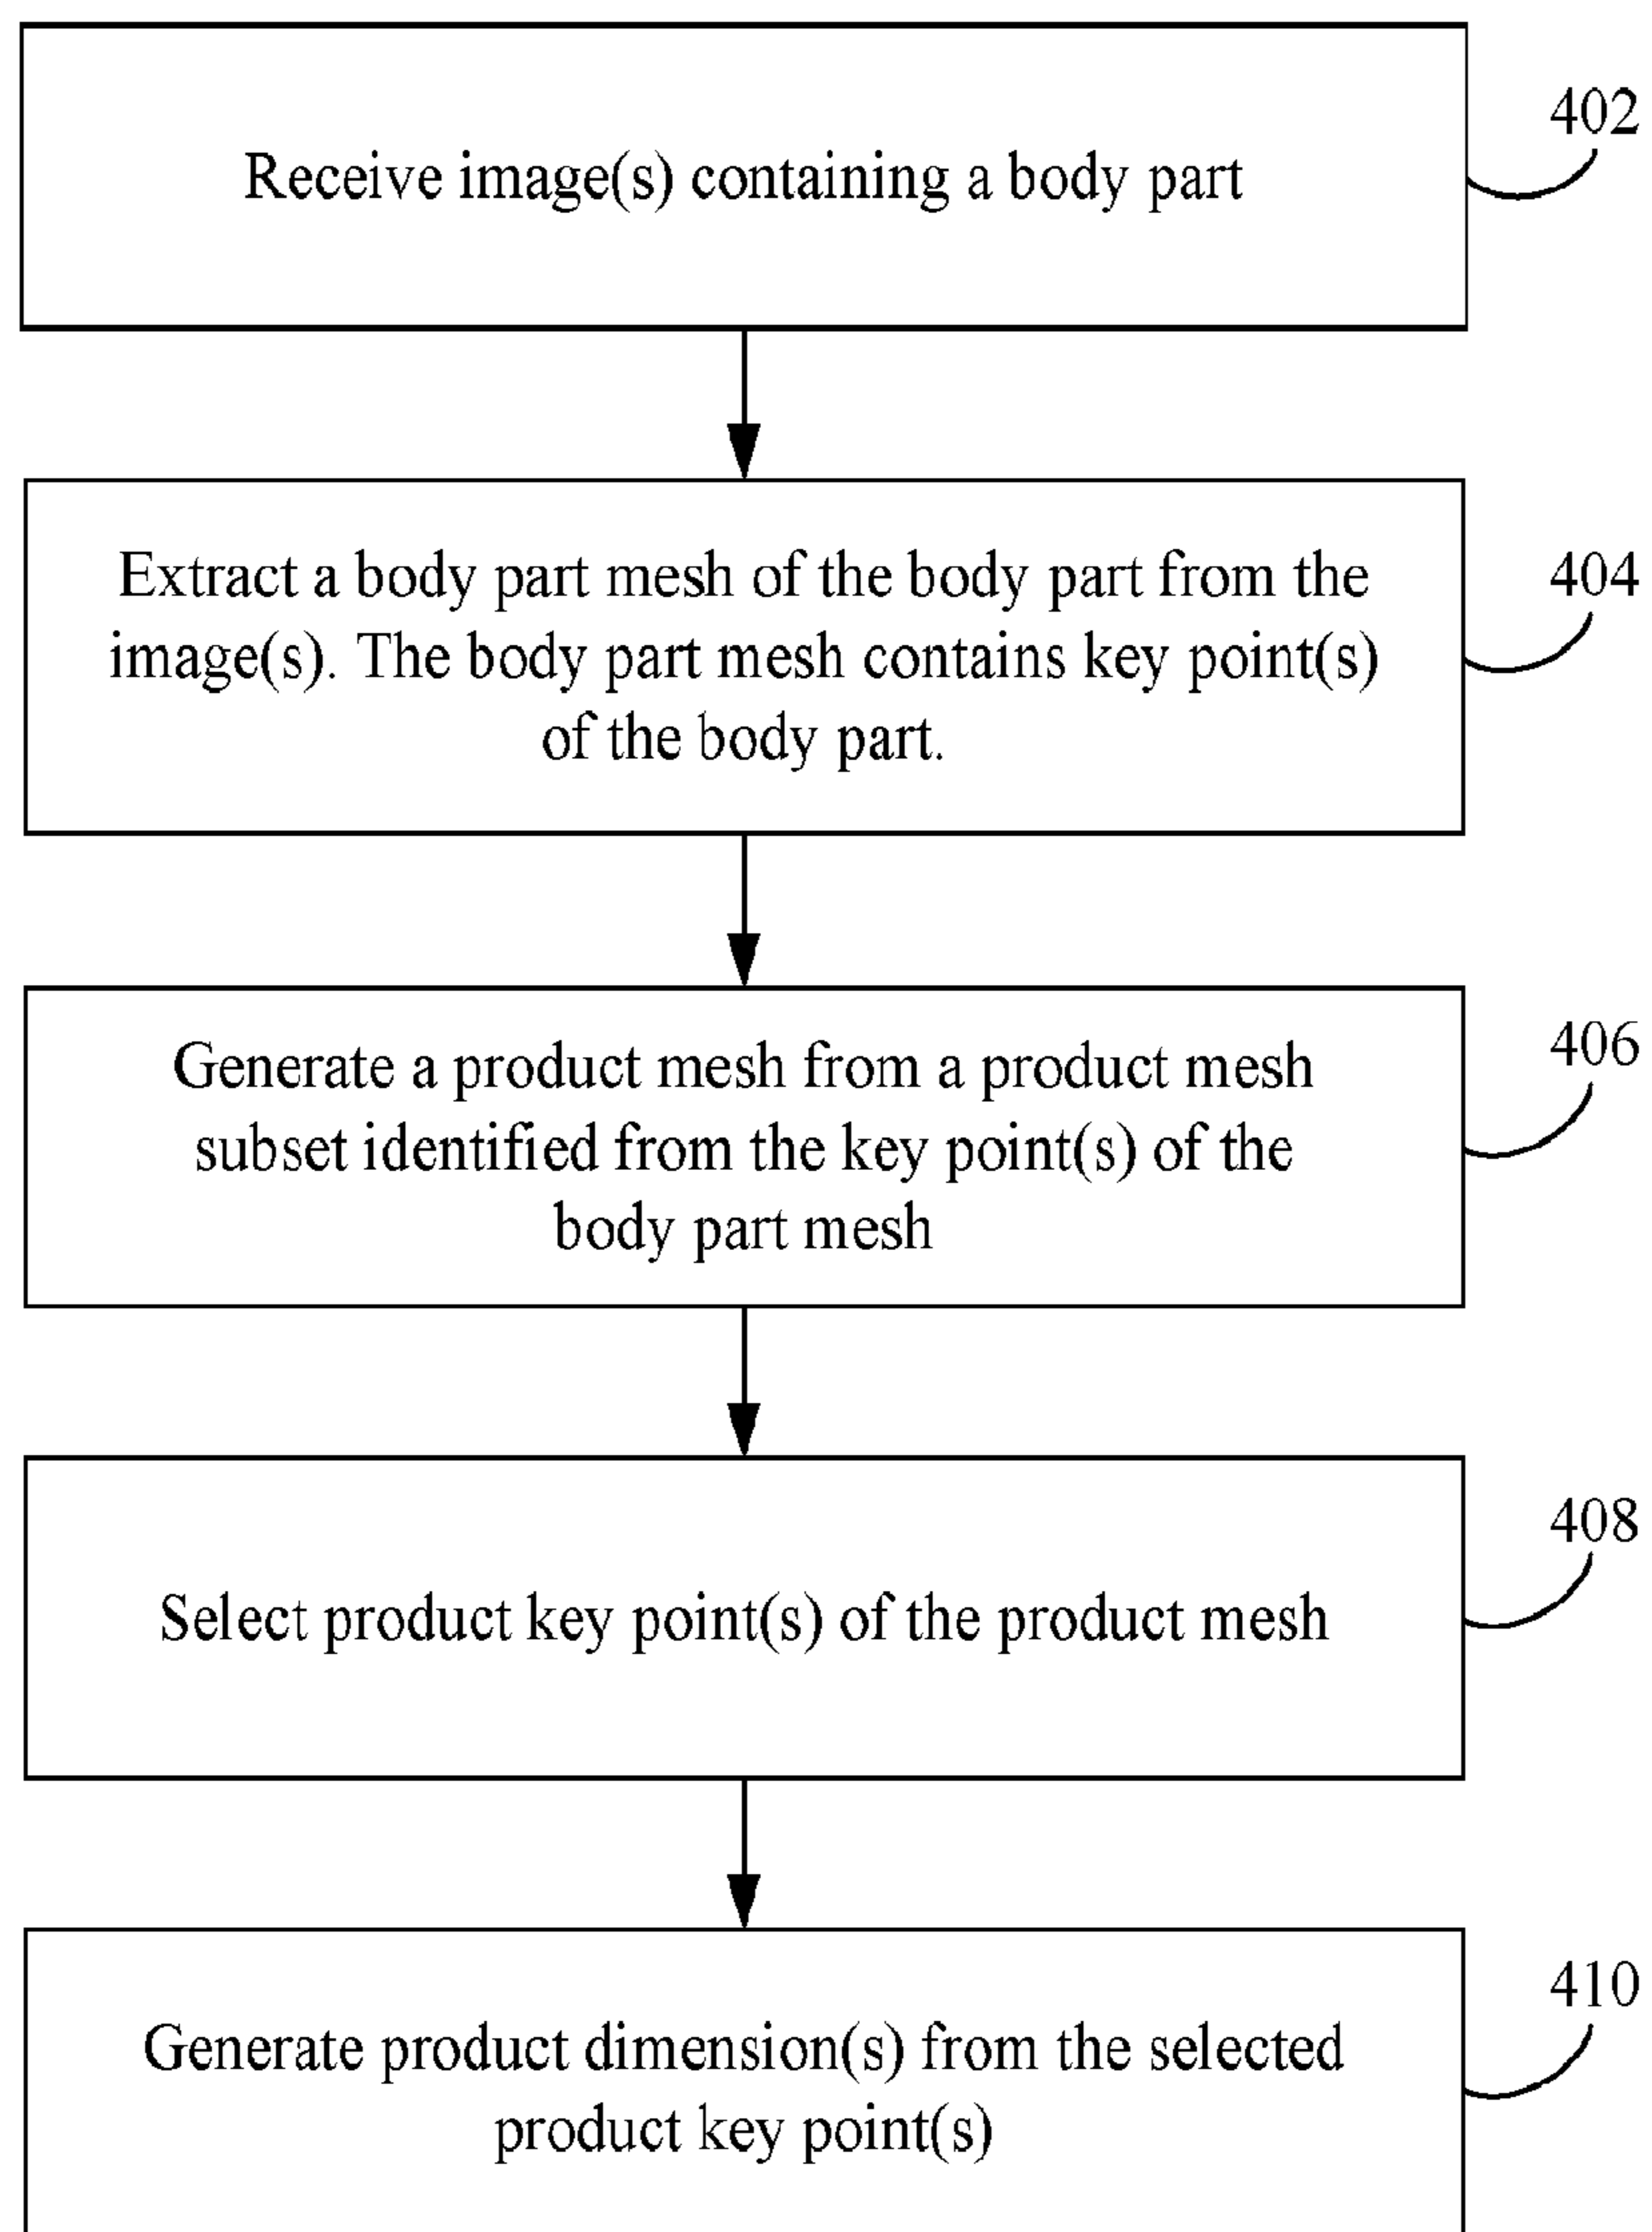 402
Receive image(s) containing a body part
404
Extract a body part mesh of the body part from the
image(s). The body part mesh contains key point(s)
of the body part.
406
Generate a product mesh from a product mesh
subset identified from the key point(s) of the
body part mesh
408
Select product key point(s) of the product mesh
410
Generate product dimension(s) from the selected
product key point(s)